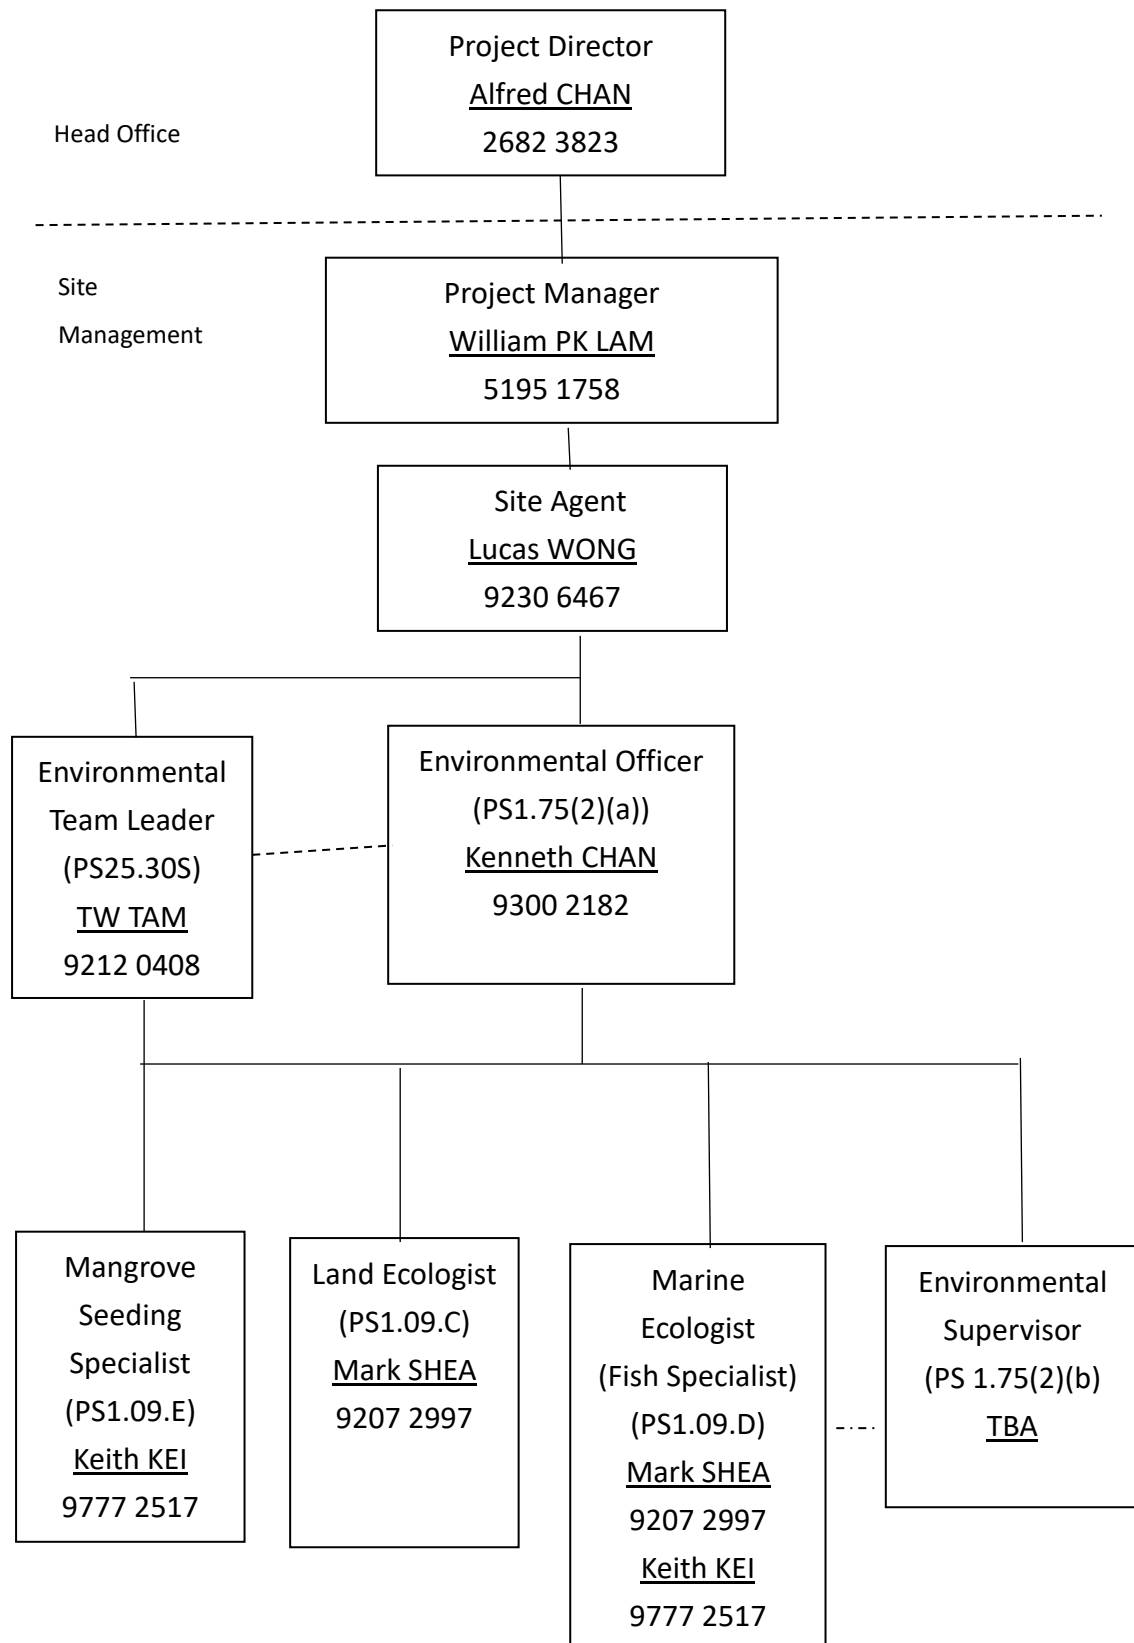 Project Director
Alfred CHAN
2682 3823
Head Office
Site
Management
Project Manager
William PK LAM
5195 1758
Site Agent
Lucas WONG
9230 6467
Environmental
Team Leader
(PS25.30S)
TW TAM
9212 0408
Environmental Officer
(PS1.75(2)(a))
Kenneth CHAN
9300 2182
Mangrove
Seeding
Specialist
(PS1.09.E)
Keith KEI
9777 2517
Land Ecologist
(PS1.09.C)
Mark SHEA
9207 2997
Marine
Ecologist
(Fish Specialist)
(PS1.09.D)
Mark SHEA
9207 2997
Keith KEI
9777 2517
Environmental
Supervisor
(PS 1.75(2)(b)
TBA